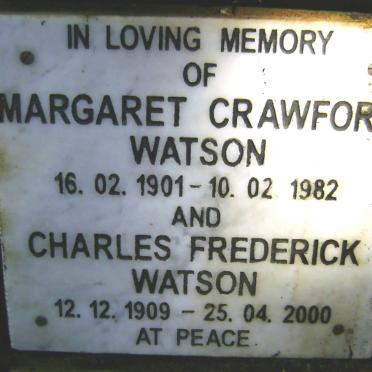 IN LOVING MEMORY
OF
MARGARET CRAWFOR
WATSON
16. 02. 1901 - 10. 02 1982
AND
CHARLES FREDERICK
WATSON
12. 12. 1909 - 25. 04. 2000
AT PEACE.